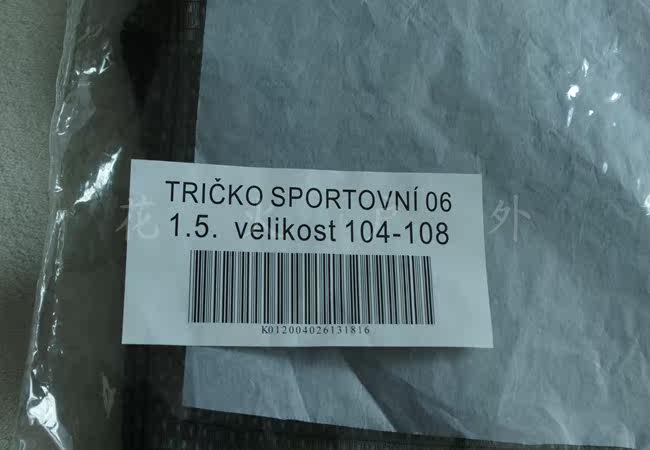 TRIČKO SPORTOVNÍ 06
1.5. velikost 104-108
K012004026131816